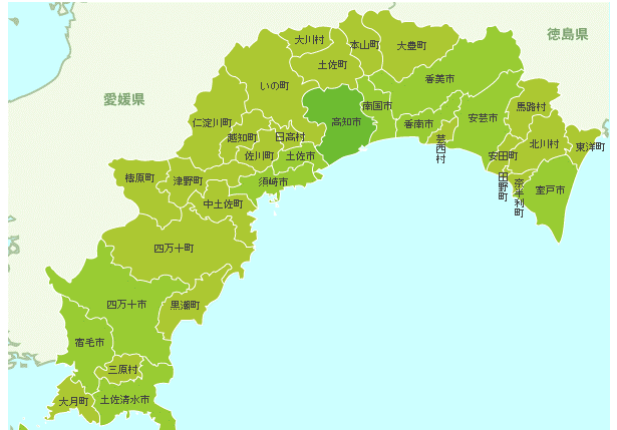 徳島県
愛媛県
大川村
本山町
大豊町
土佐町
いの町
香美市
南国市
高知市
香南市
芸西村
安芸市
馬路村
北川村
東洋町
安田町
田野町
奈半利町
室戸市
仁淀川町
越知町
日高村
佐川町
土佐市
須崎市
梼原町
津野町
中土佐町
四万十町
四万十市
黒潮町
宿毛市
三原村
大月町
土佐清水市